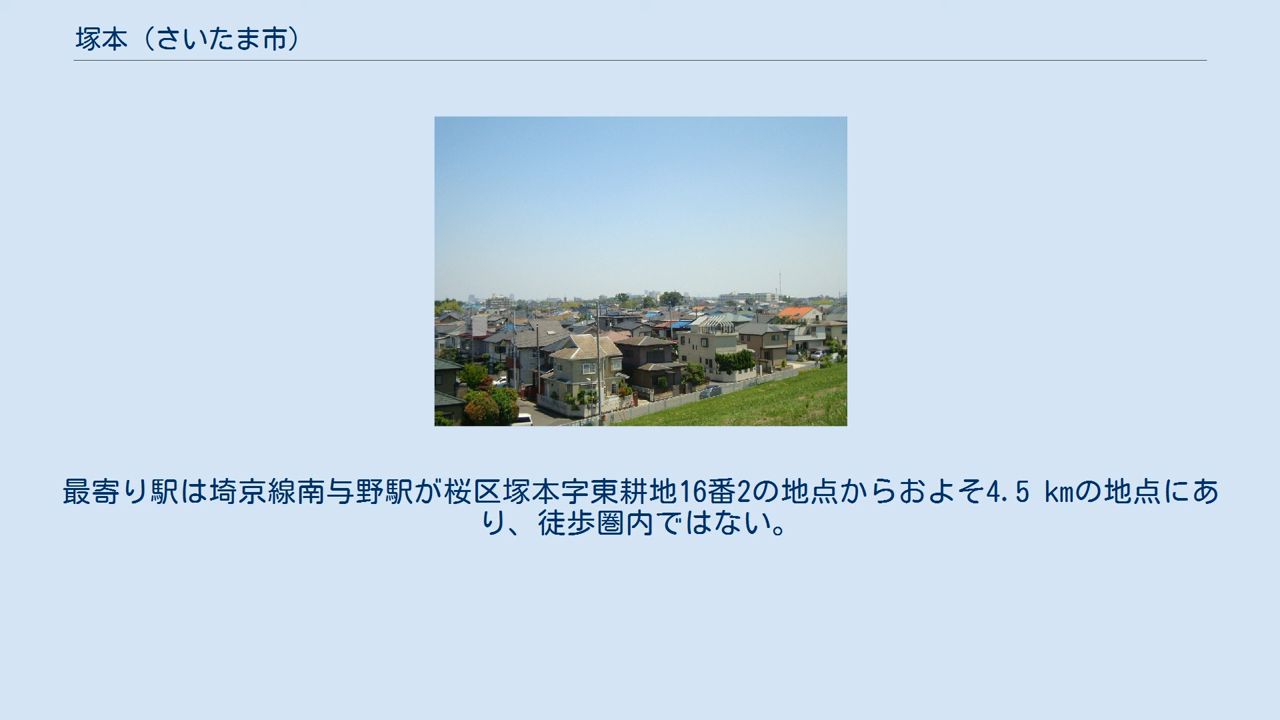 塚本（さいたま市）
最寄り駅は埼京線南与野駅が桜区塚本字東耕地16番2の地点からおよそ4.5 kmの地点にあ
り、徒歩圏内ではない。